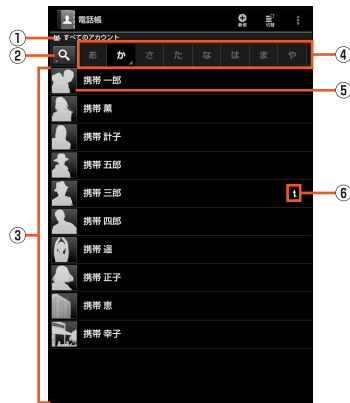 電話帳
新規
切替
① すべてのアカウント
② あ か さ た な は ま や ④
③
携帯 一郎 ⑤
携帯 薫
携帯 計子
携帯 五郎
携帯 三郎 t ⑥
携帯 四郎
携帯 遥
携帯 正子
携帯 恵
携帯 幸子